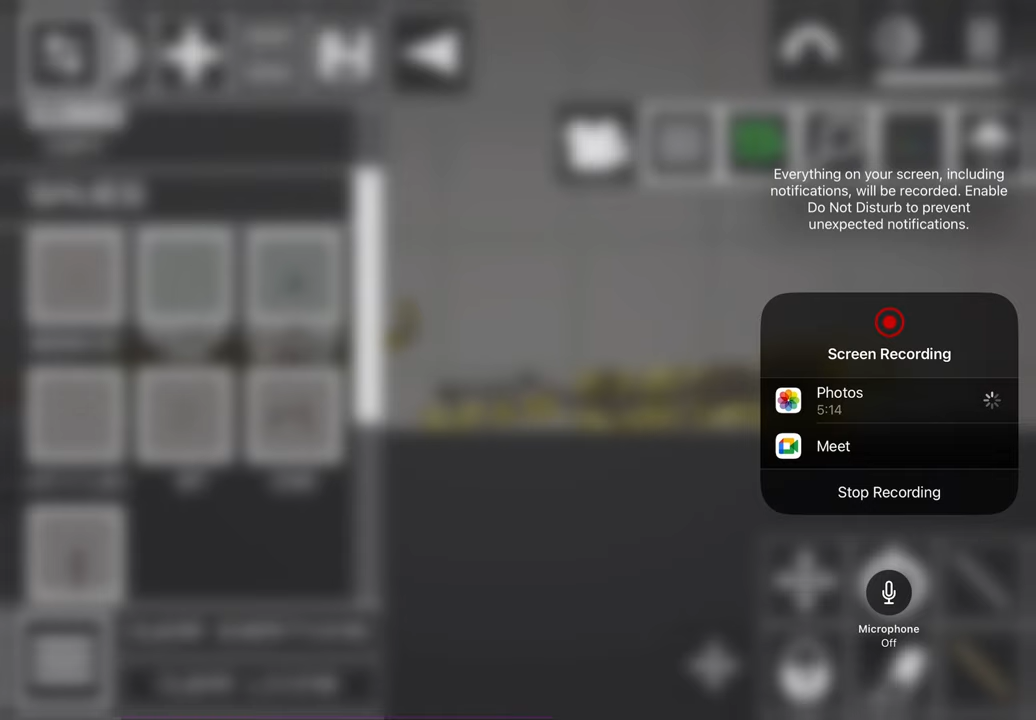 Everything on your screen, including
notifications, will be recorded. Enable
Do Not Disturb to prevent
unexpected notifications.
Screen Recording
Photos
5:14
Meet
Stop Recording
Microphone
Off